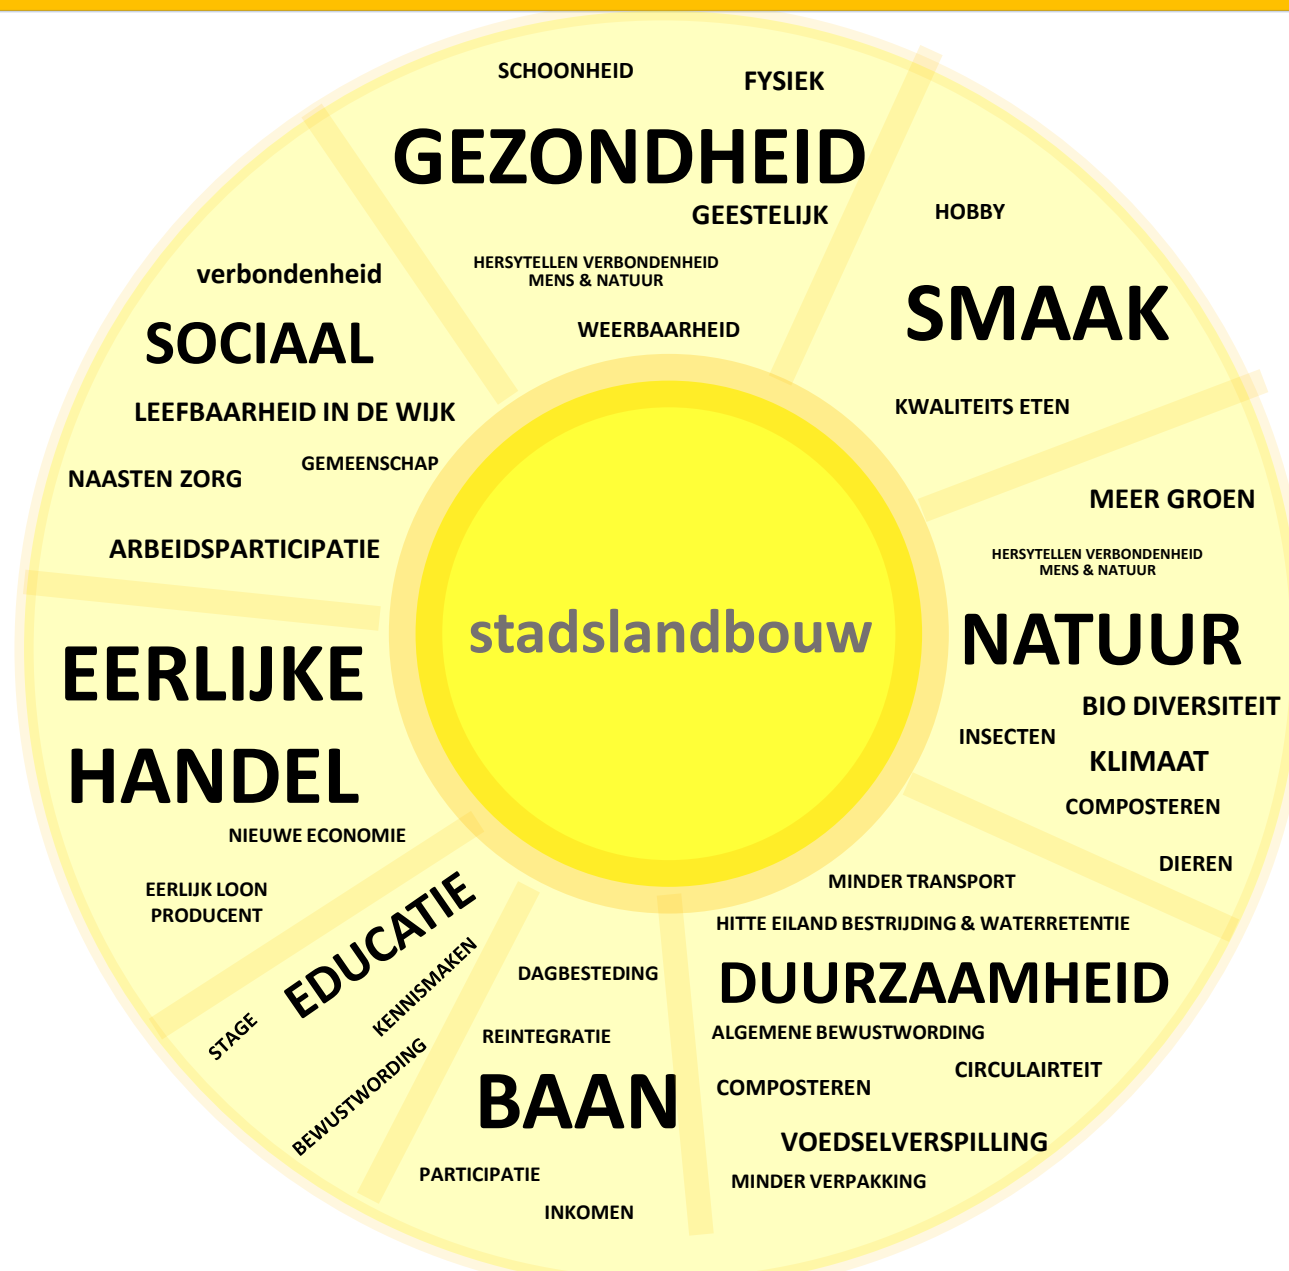 SCHOONHEID
FYSIEK
GEZONDHEID
GEESTELIJK
HERSYTELLEN VERBONDENHEID
MENS & NATUUR
WEERBAARHEID
HOBBY
SMAAK
KWALITEITS ETEN
MEER GROEN
HERSYTELLEN VERBONDENHEID
MENS & NATUUR
NATUUR
BIO DIVERSITEIT
INSECTEN
KLIMAAT
COMPOSTEREN
DIEREN
MINDER TRANSPORT
HITTE EILAND BESTRIJDING & WATERRETENTIE
DUURZAAMHEID
ALGEMENE BEWUSTWORDING
CIRCULAIRTEIT
COMPOSTEREN
VOEDSELVERSPILLING
MINDER VERPAKKING
DAGBESTEDING
REINTEGRATIE
BAAN
PARTICIPATIE
INKOMEN
EDUCATIE
KENNISMAKEN
STAGE
BEWUSTWORDING
EERLIJKE
HANDEL
NIEUWE ECONOMIE
EERLIJK LOON
PRODUCENT
verbondenheid
SOCIAAL
LEEFBAARHEID IN DE WIJK
GEMEENSCHAP
NAASTEN ZORG
ARBEIDSPARTICIPATIE
stadslandbouw